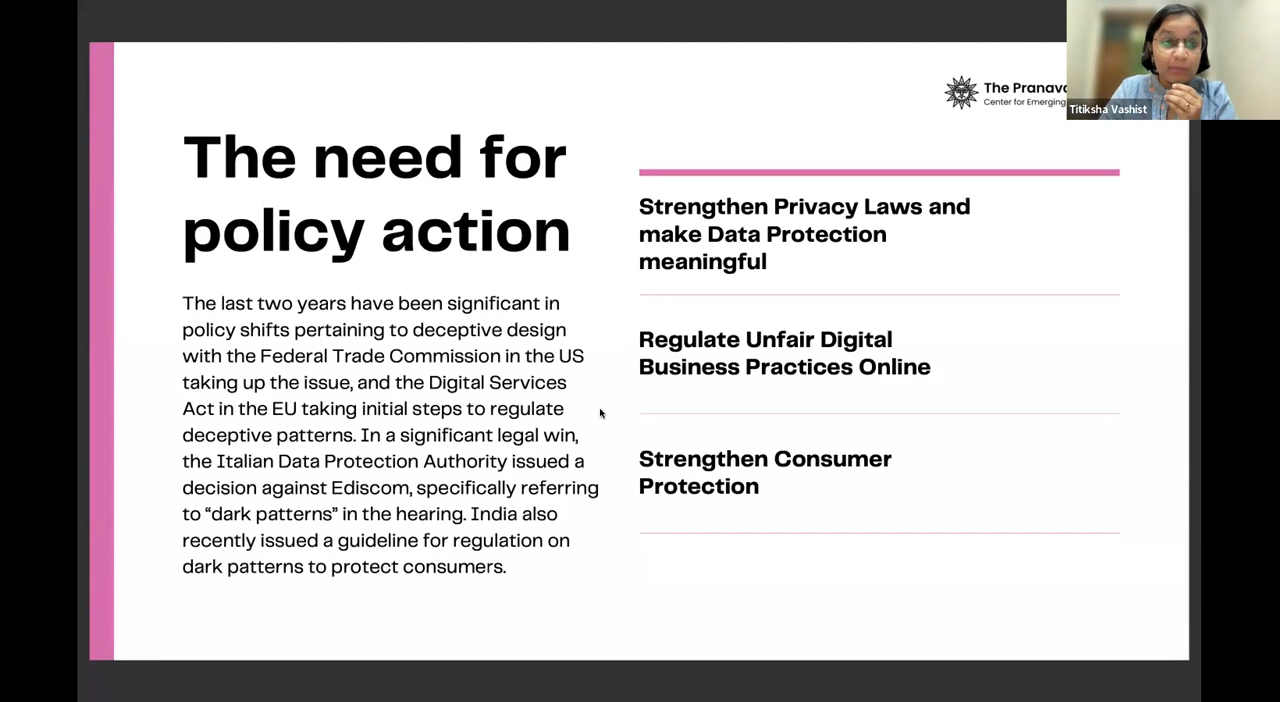 The Pranava
Center for Emerging
Titiksha Vashist
The need for
policy action
The last two years have been significant in
policy shifts pertaining to deceptive design
with the Federal Trade Commission in the US
taking up the issue, and the Digital Services
Act in the EU taking initial steps to regulate
deceptive patterns. In a significant legal win,
the Italian Data Protection Authority issued a
decision against Ediscom, specifically referring
to “dark patterns” in the hearing. India also
recently issued a guideline for regulation on
dark patterns to protect consumers.
Strengthen Privacy Laws and
make Data Protection
meaningful
Regulate Unfair Digital
Business Practices Online
Strengthen Consumer
Protection